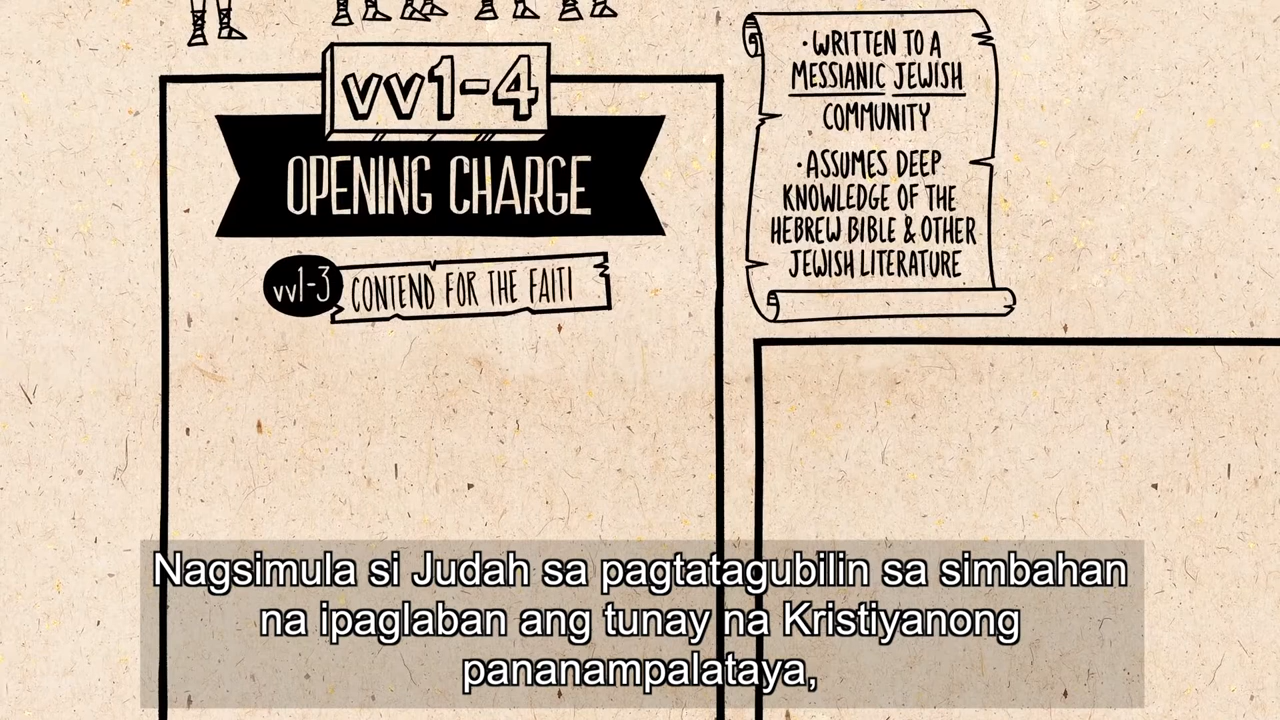 vv1-4
OPENING CHARGE
vv1-3 CONTEND FOR THE FAITI
• WRITTEN TO A
MESSIANIC JEWISH
COMMUNITY
• ASSUMES DEEP
KNOWLEDGE OF THE
HEBREW BIBLE & OTHER
JEWISH LITERATURE
Nagsimula si Judah sa pagtatagubilin sa simbahan
na ipaglaban ang tunay na Kristiyanong
pananampalataya,